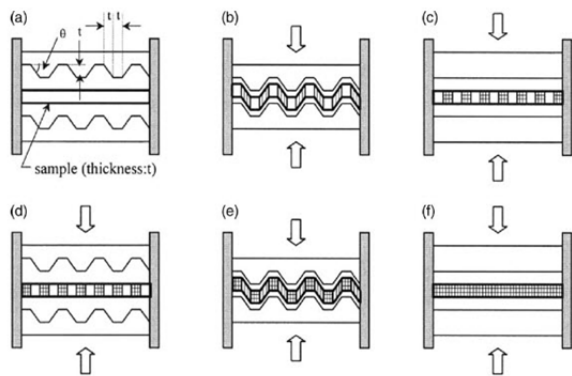 (a)
θ
t
t
t
sample (thickness:t)
(b)
(c)
(d)
(e)
(f)